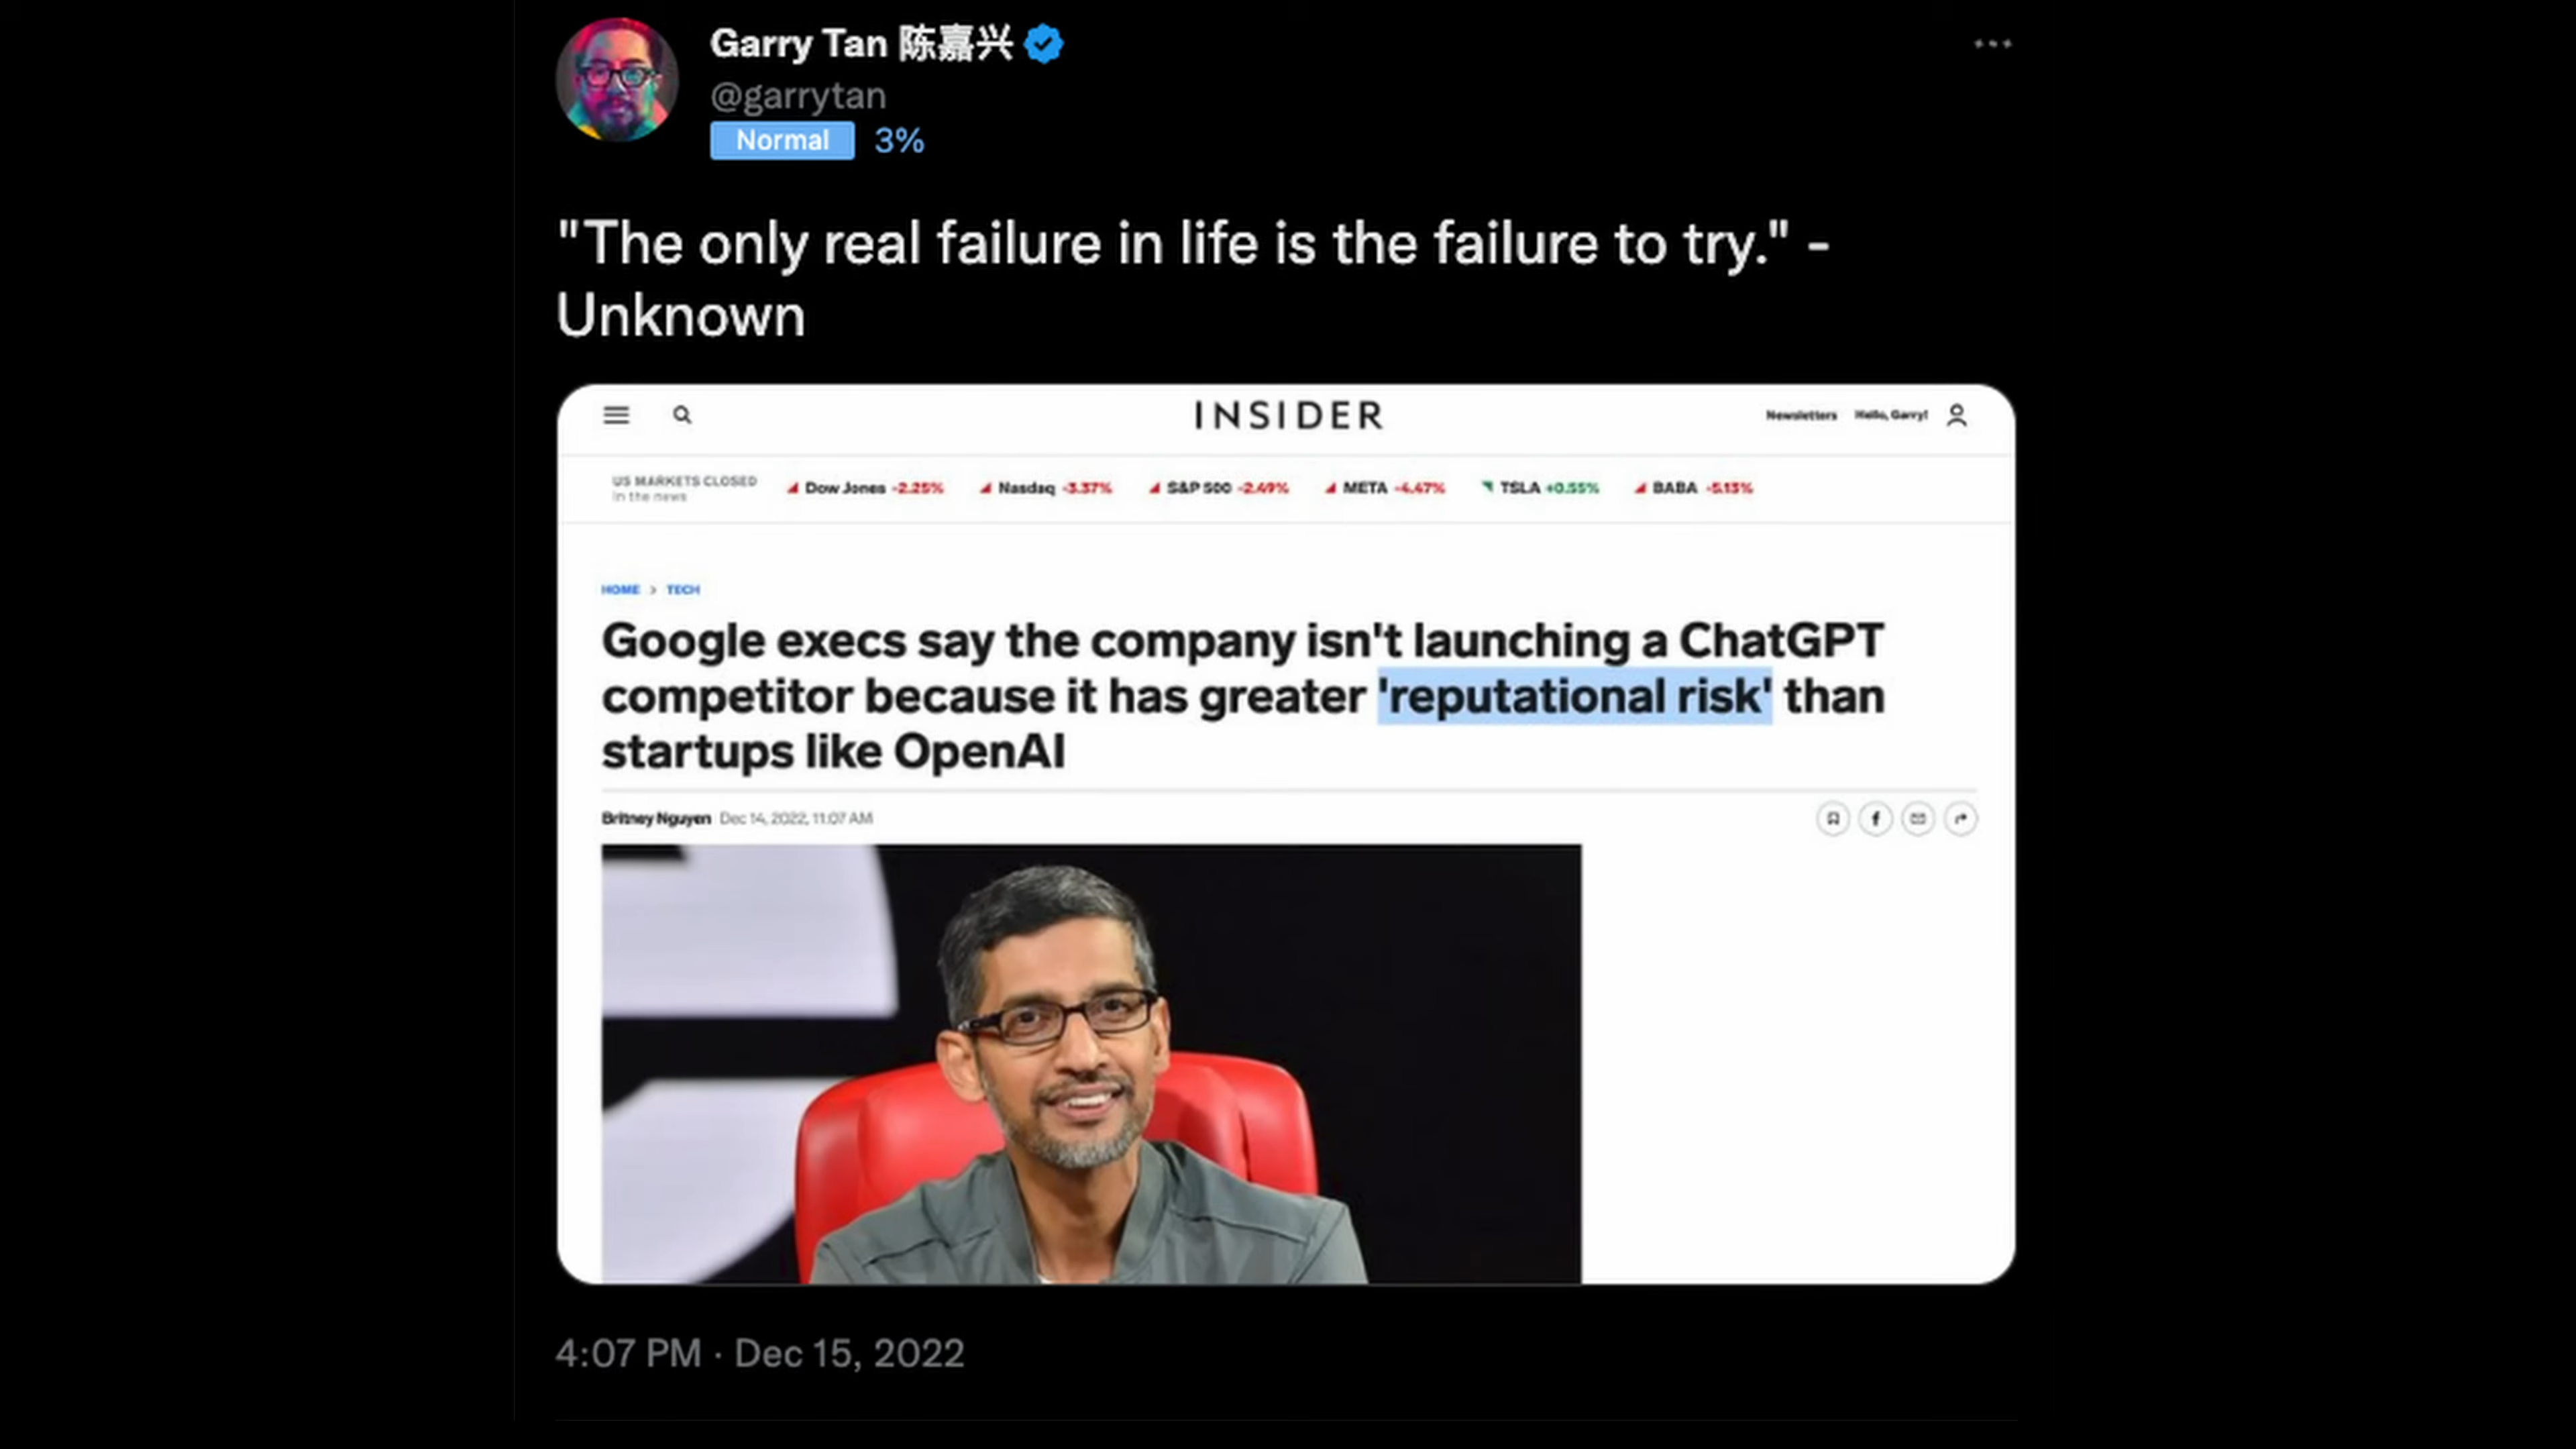 Garry Tan 陈嘉兴
@garrytan
Normal 3%
"The only real failure in life is the failure to try." -
Unknown
INSIDER
Newsletters Hello, Garry!
US MARKETS CLOSED
In the news
Dow Jones -2.25%
Nasdaq -3.37%
S&P 500 -2.49%
META -4.47%
TSLA +0.55%
BABA -5.13%
HOME > TECH
Google execs say the company isn't launching a ChatGPT
competitor because it has greater 'reputational risk' than
startups like OpenAI
Britney Nguyen Dec 14, 2022, 11:07 AM
4:07 PM · Dec 15, 2022